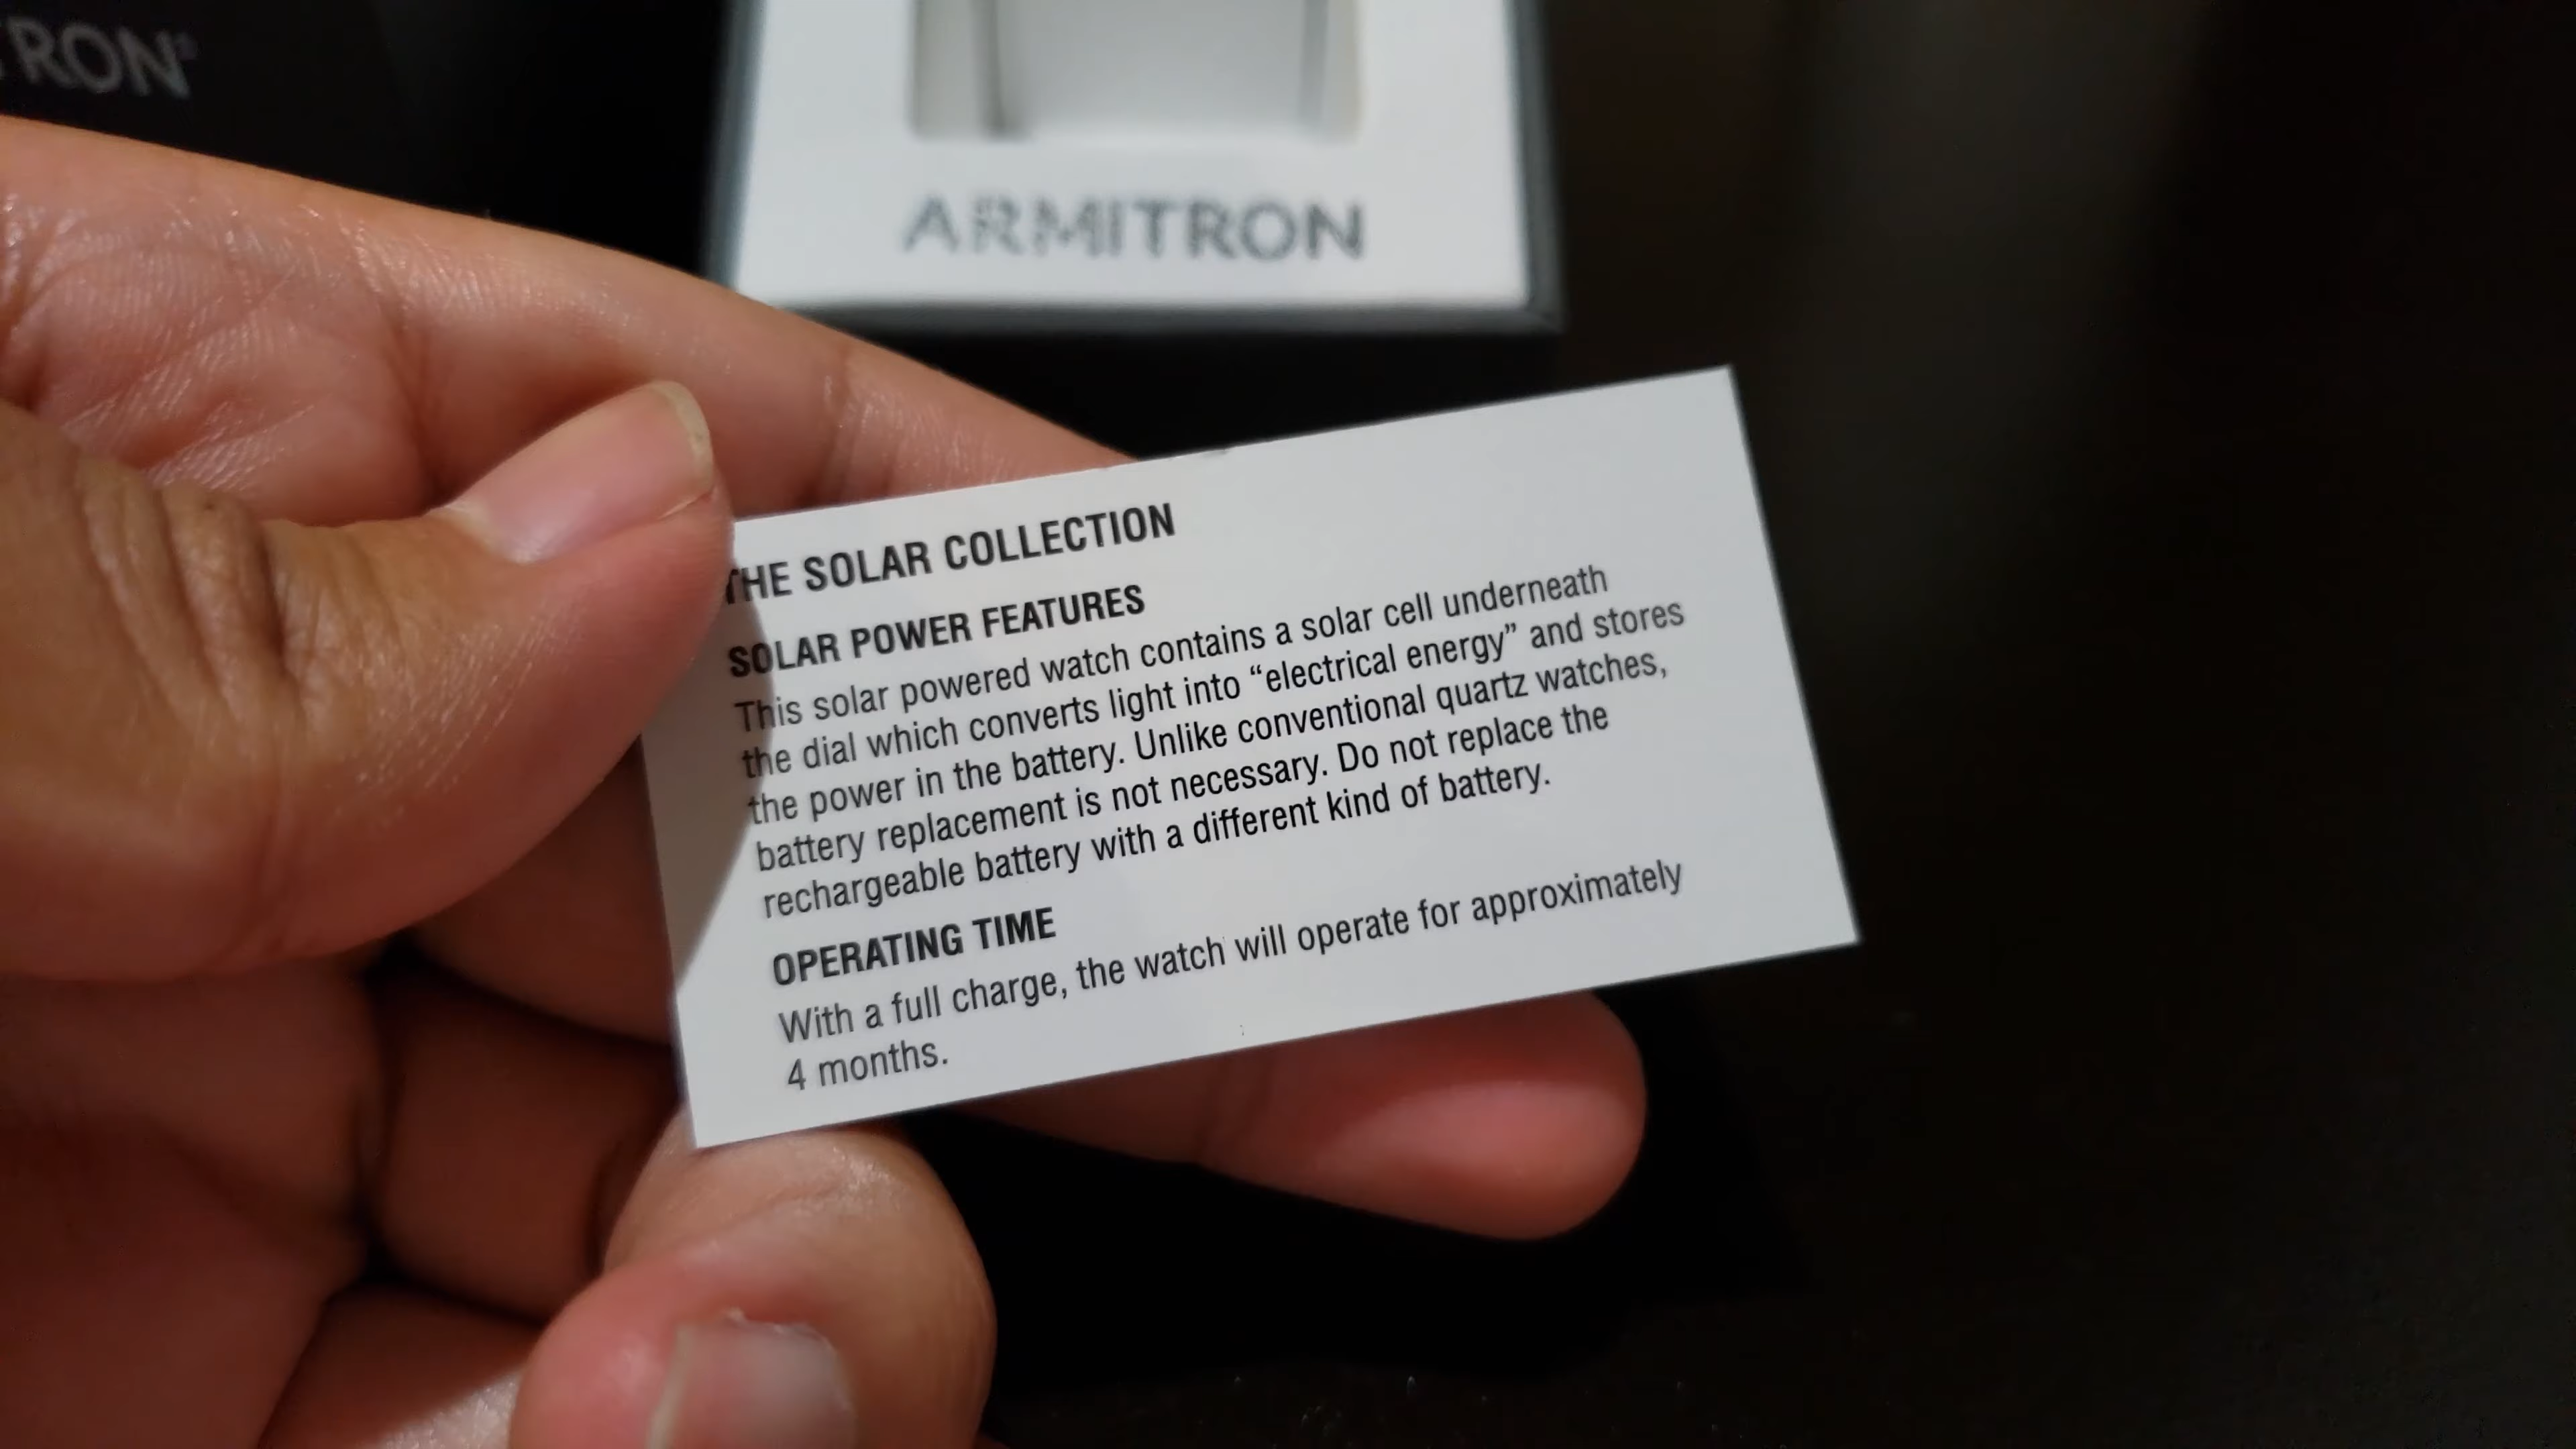 TRON
ARMITRON
THE SOLAR COLLECTION
SOLAR POWER FEATURES
This solar powered watch contains a solar cell underneath
the dial which converts light into “electrical energy” and stores
the power in the battery. Unlike conventional quartz watches,
battery replacement is not necessary. Do not replace the
rechargeable battery with a different kind of battery.
OPERATING TIME
With a full charge, the watch will operate for approximately
4 months.